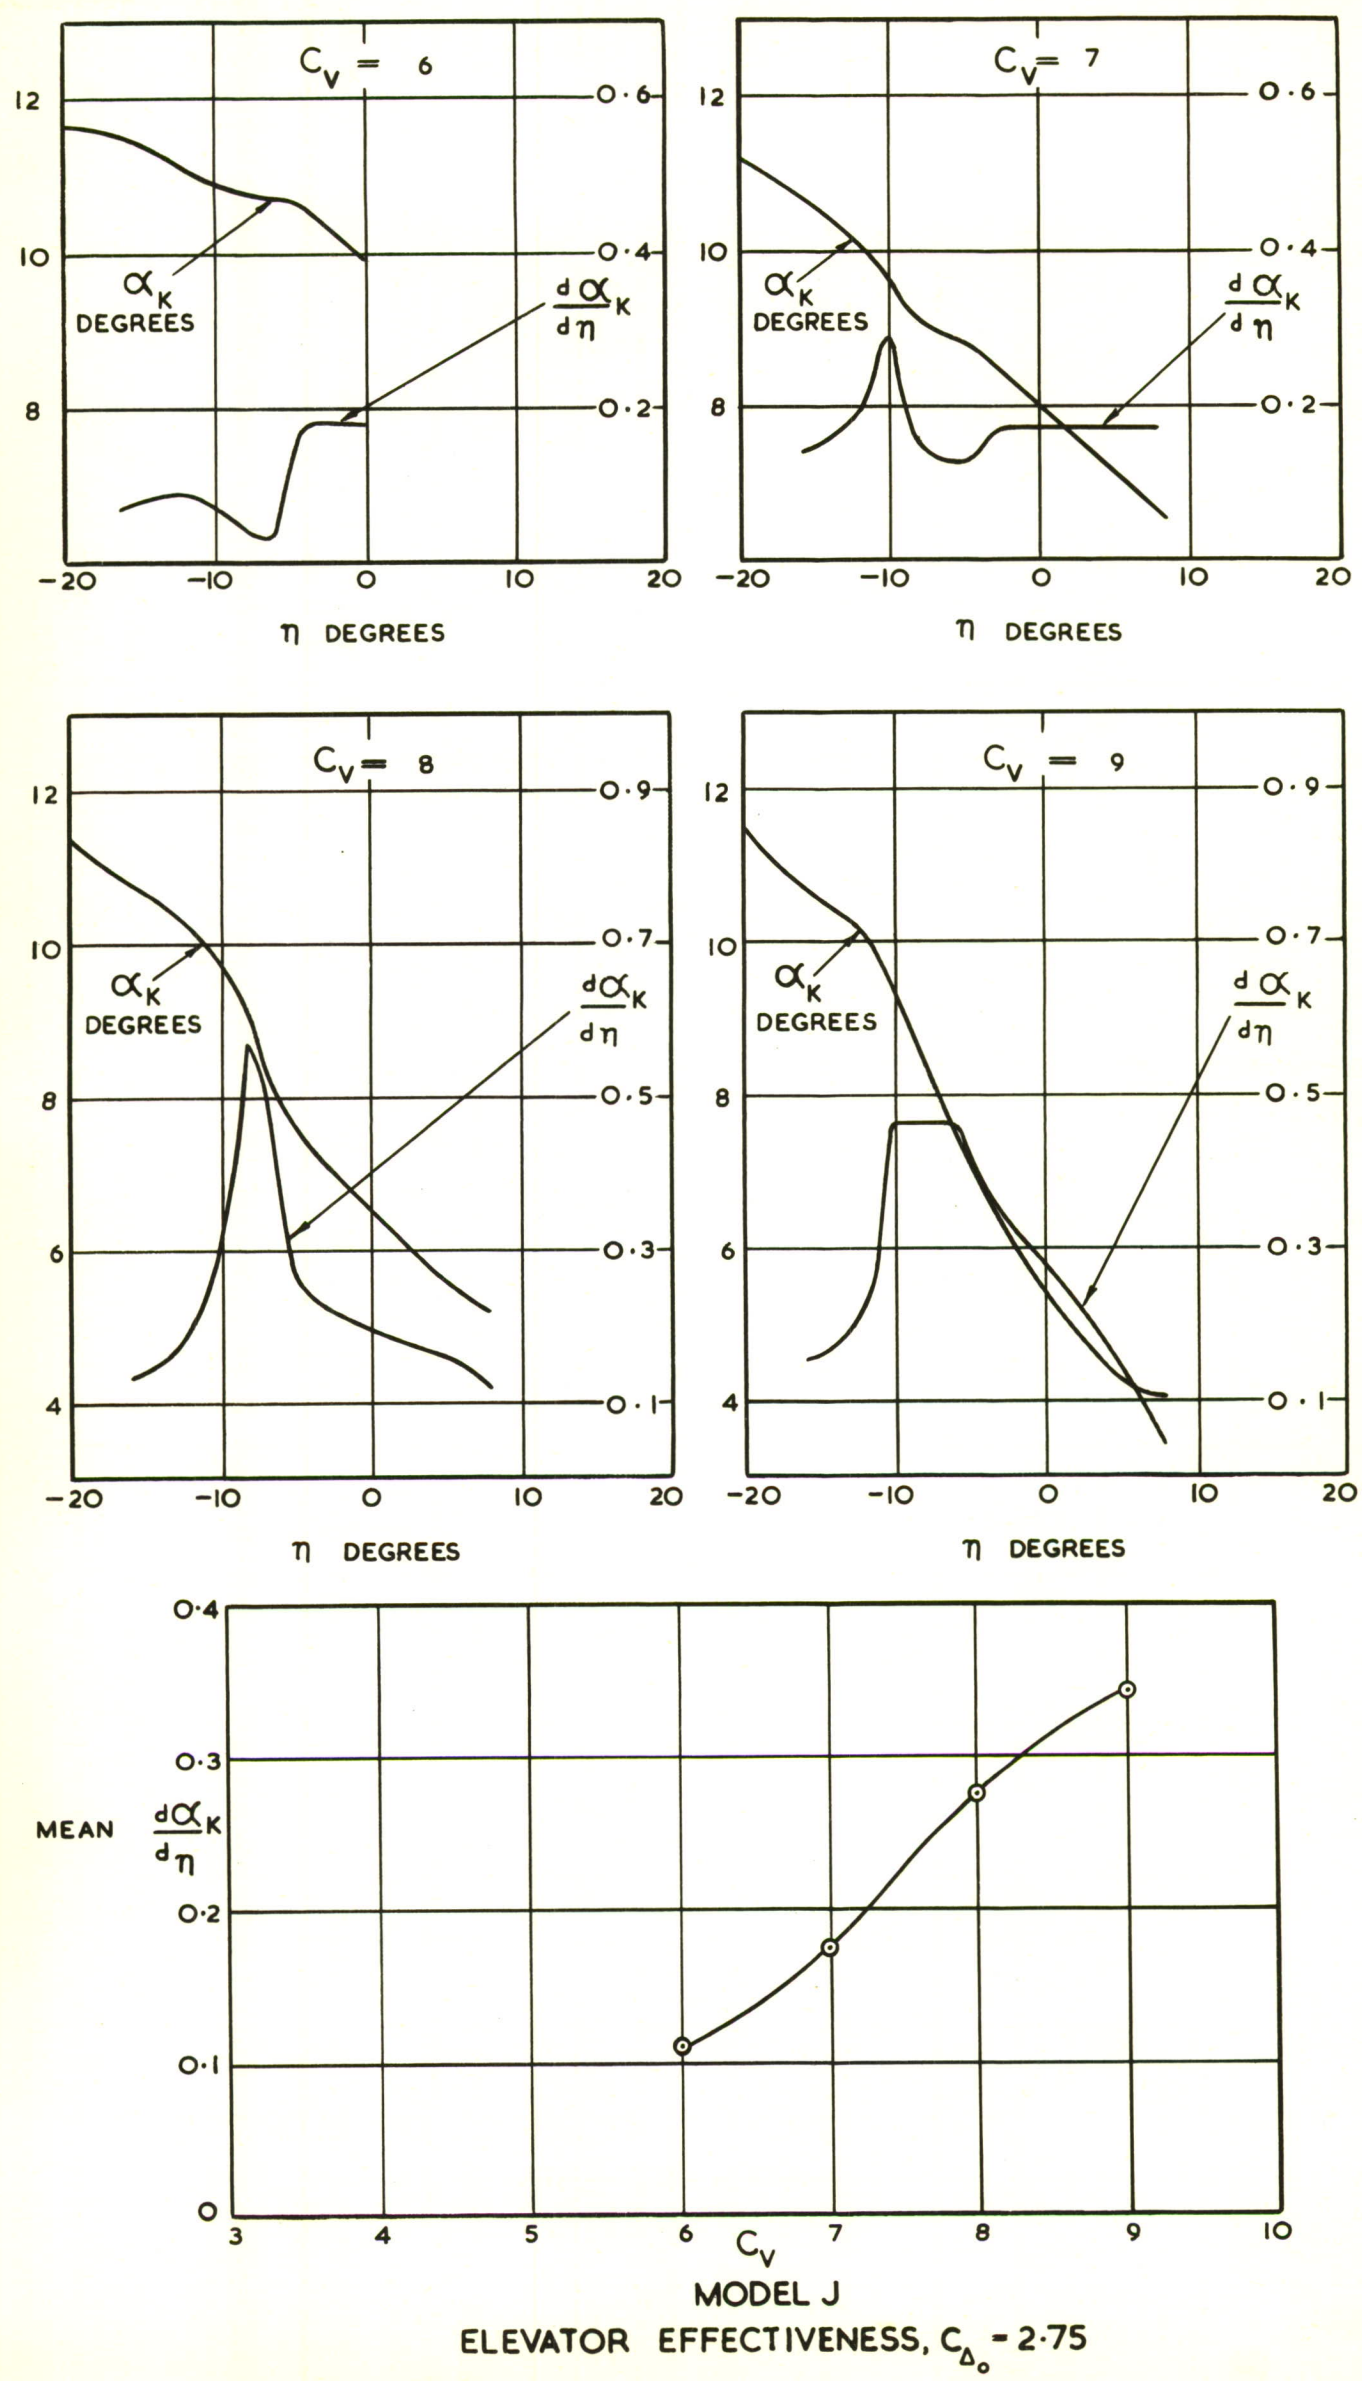 C_V = 6
12
0.6
10
0.4
α_K
DEGREES
dα_K
dη
8
0.2
-20 -10 0 10 20
η DEGREES
C_V = 7
12
0.6
10
0.4
α_K
DEGREES
dα_K
dη
8
0.2
-20 -10 0 10 20
η DEGREES
C_V = 8
12
0.9
10
0.7
α_K
DEGREES
dα_K
dη
8
0.5
6
0.3
4
0.1
-20 -10 0 10 20
η DEGREES
C_V = 9
12
0.9
10
0.7
α_K
DEGREES
dα_K
dη
8
0.5
6
0.3
4
0.1
-20 -10 0 10 20
η DEGREES
0.4
0.3
MEAN dα_K
dη
0.2
0.1
0
3 4 5 6 7 8 9 10
C_V
MODEL J
ELEVATOR EFFECTIVENESS, C_Δ₀ = 2.75